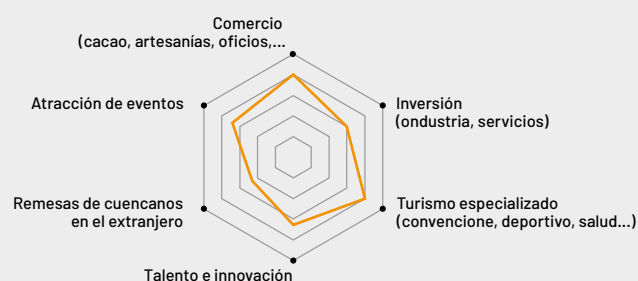 Comercio
(cacao, artesanías, oficios,...
Atracción de eventos
Inversión
(ondustria, servicios)
Remesas de cuencanos
en el extranjero
Turismo especializado
(convencione, deportivo, salud...)
Talento e innovación